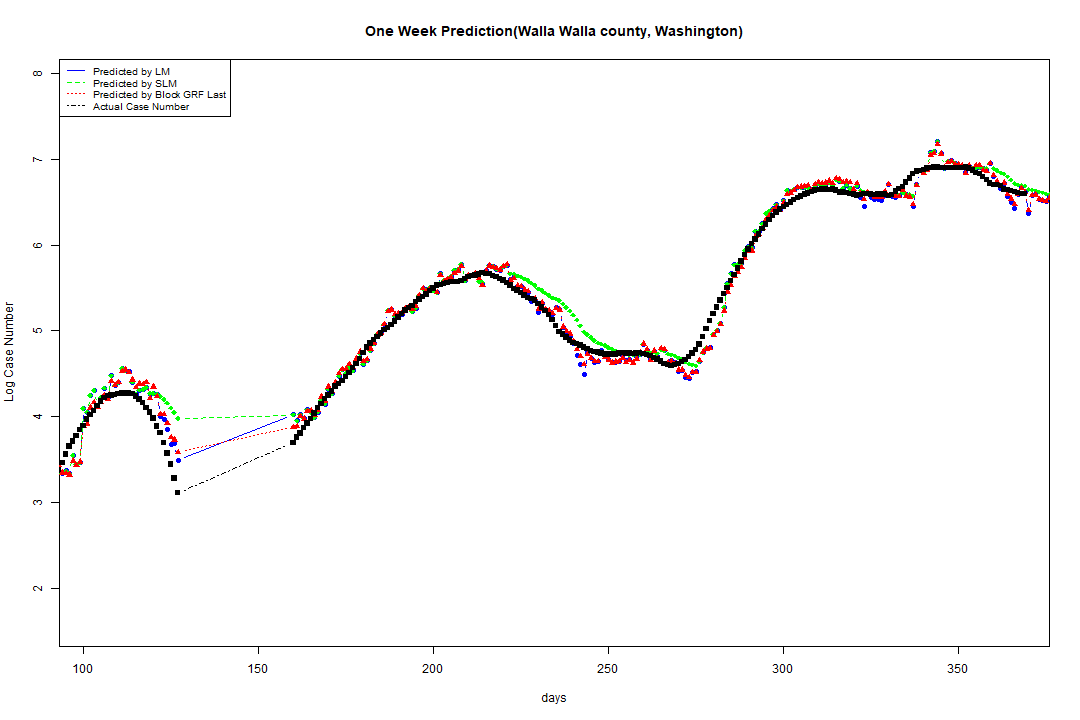 One Week Prediction(Walla Walla county, Washington)
Predicted by LM
Predicted by SLM
Predicted by Block GRF Last
Actual Case Number
8
7
6
5
4
3
2
Log Case Number
100 150 200 250 300 350
days